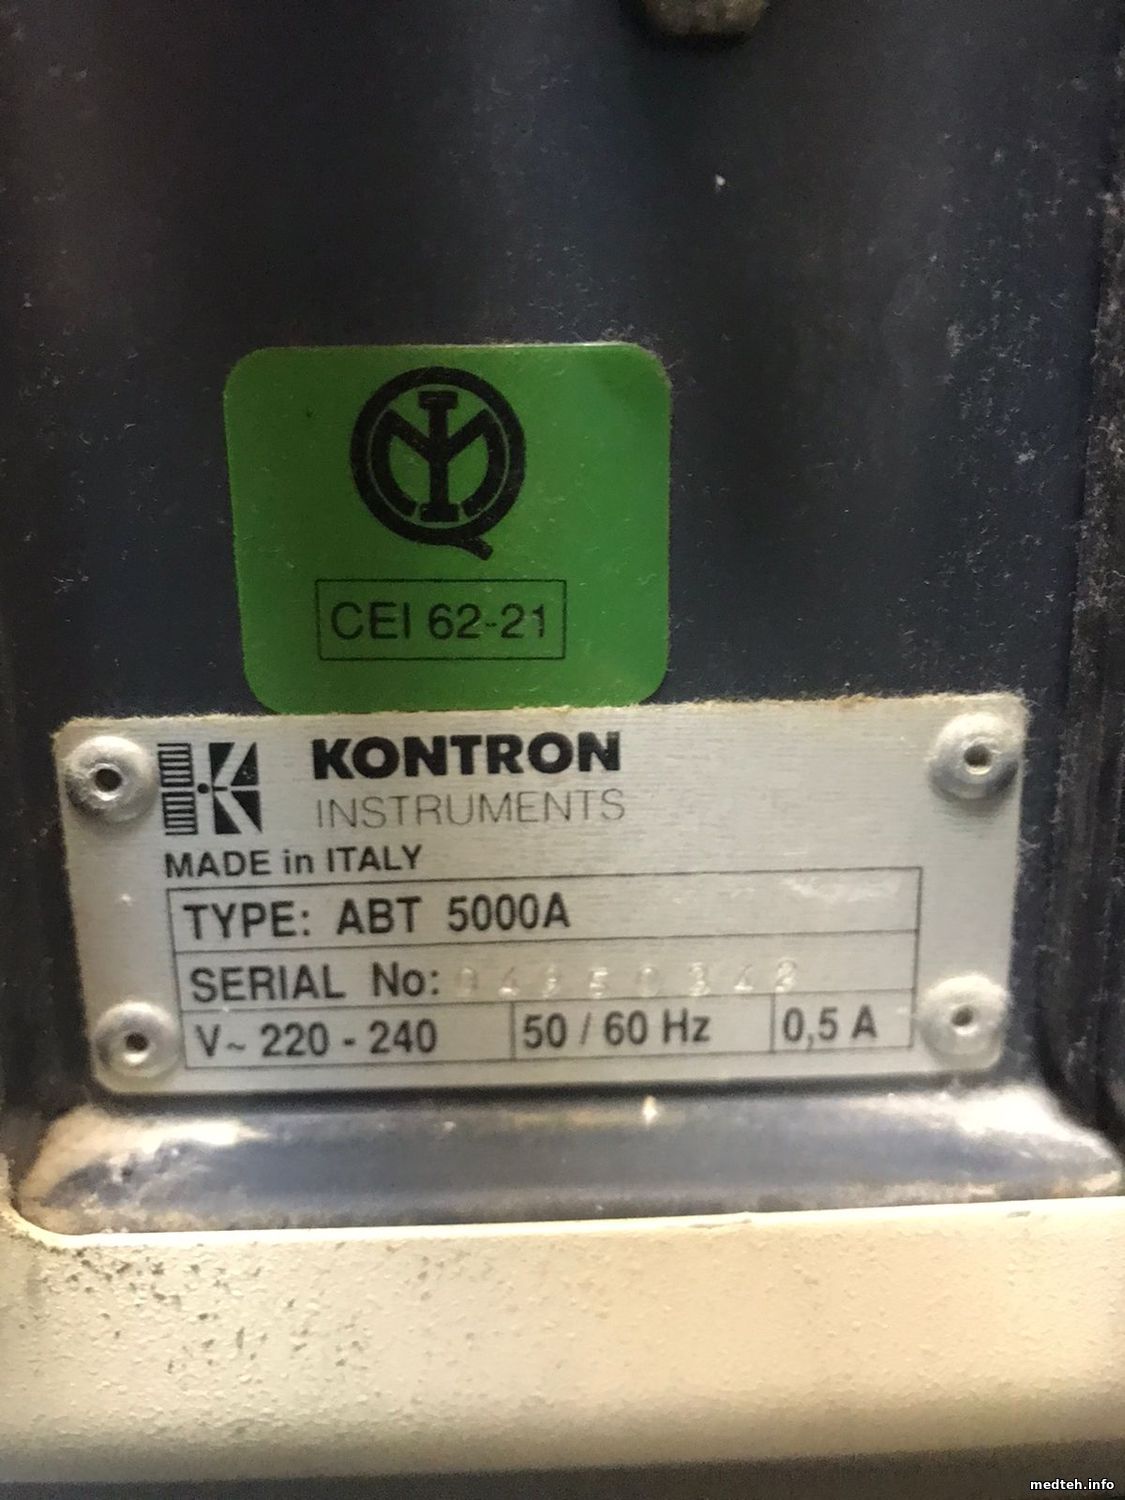 CEI 62-21
KONTRON
INSTRUMENTS
MADE in ITALY
TYPE: ABT 5000A
SERIAL No:
V~ 220 - 240 50 / 60 Hz 0,5 A
medteh.info